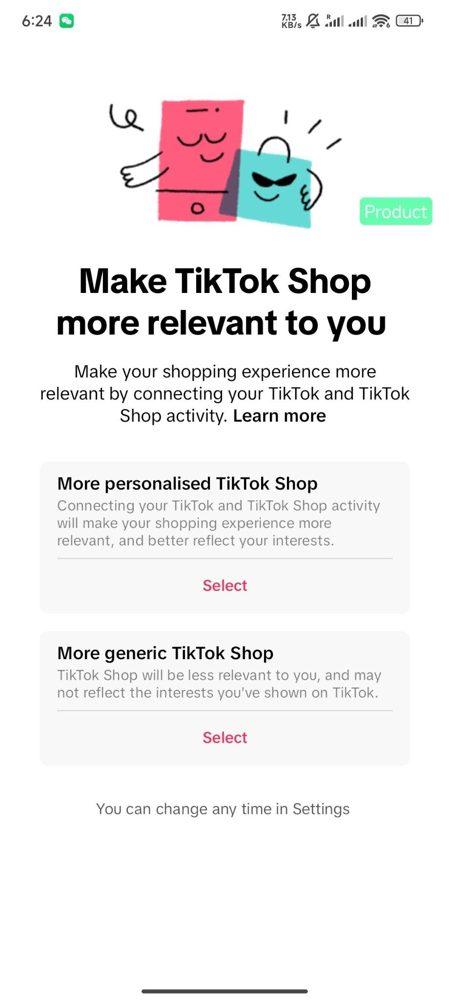 6:24
7.13
KB/s
R
6
41
Product
Make TikTok Shop
more relevant to you
Make your shopping experience more
relevant by connecting your TikTok and TikTok
Shop activity. Learn more
More personalised TikTok Shop
Connecting your TikTok and TikTok Shop activity
will make your shopping experience more
relevant, and better reflect your interests.
Select
More generic TikTok Shop
TikTok Shop will be less relevant to you, and may
not reflect the interests you've shown on TikTok.
Select
You can change any time in Settings